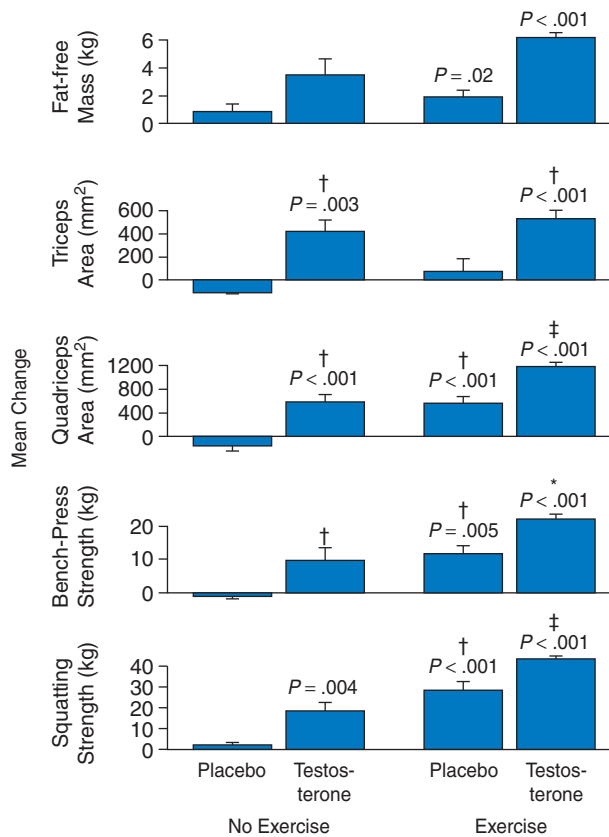 Mean Change
Fat-free
Mass (kg)
6
4
2
0
P = .02
P < .001
Triceps
Area (mm²)
600
400
200
0
†
P = .003
†
P < .001
Quadriceps
Area (mm²)
1200
800
400
0
†
P < .001
†
P < .001
‡
P < .001
Bench-Press
Strength (kg)
20
10
0
†
†
P = .005
*
P < .001
Squatting
Strength (kg)
40
30
20
10
0
P = .004
†
P < .001
‡
P < .001
Placebo
Testos-
terone
Placebo
Testos-
terone
No Exercise
Exercise